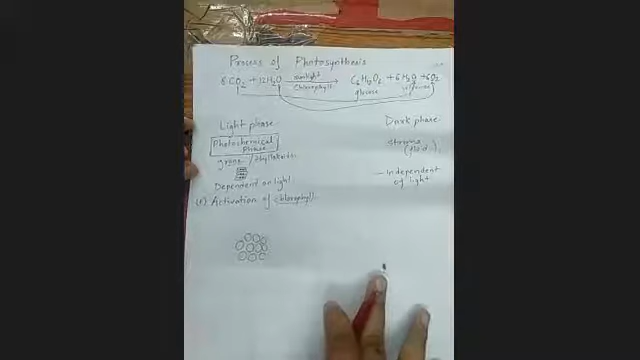 Process of Photosynthesis
6CO2 + 12H2O sunlight Chlorophyll → C6H12O6 + 6H2O + 6O2
glucose
Light phase
Photochemical Phase
grana / thylakoids
Dependent on light
(1) Activation of chlorophyll
Dark phase
stroma
- Independent of light